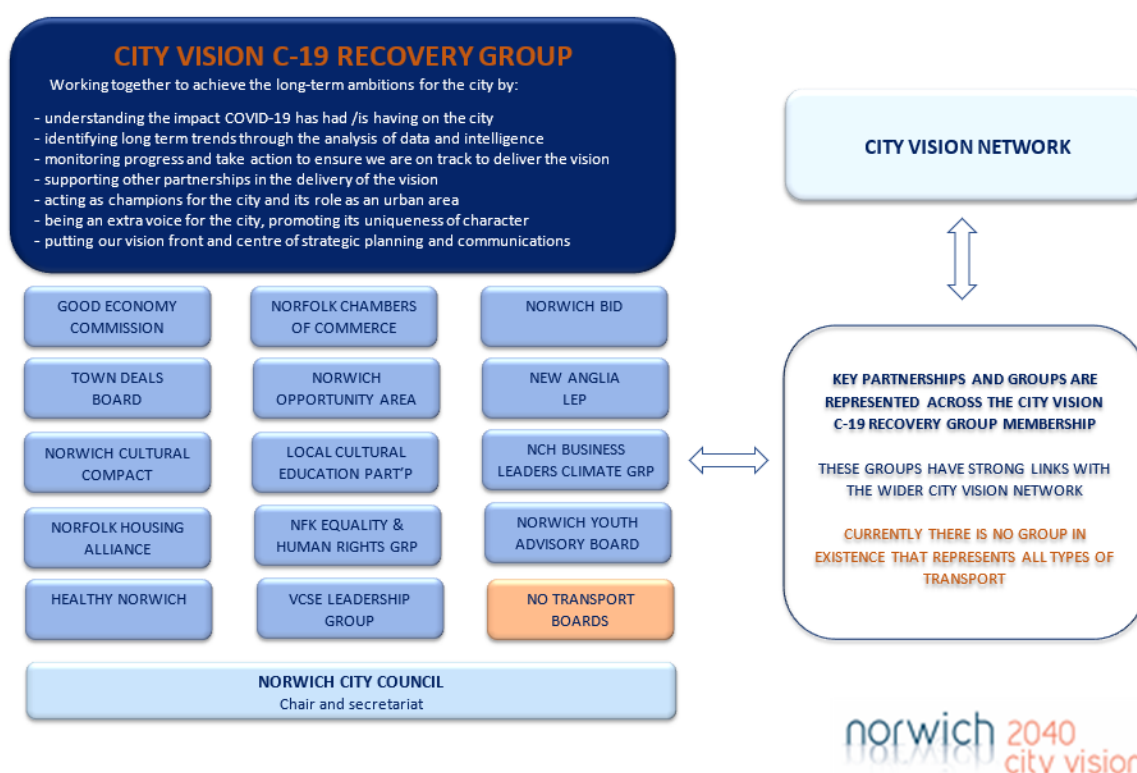 CITY VISION C-19 RECOVERY GROUP
Working together to achieve the long-term ambitions for the city by:
- understanding the impact COVID-19 has had /is having on the city
- identifying long term trends through the analysis of data and intelligence
- monitoring progress and take action to ensure we are on track to deliver the vision
- supporting other partnerships in the delivery of the vision
- acting as champions for the city and its role as an urban area
- being an extra voice for the city, promoting its uniqueness of character
- putting our vision front and centre of strategic planning and communications
GOOD ECONOMY
COMMISSION
NORFOLK CHAMBERS
OF COMMERCE
NORWICH BID
TOWN DEALS
BOARD
NORWICH
OPPORTUNITY AREA
NEW ANGLIA
LEP
NORWICH CULTURAL
COMPACT
LOCAL CULTURAL
EDUCATION PART'P
NCH BUSINESS
LEADERS CLIMATE GRP
NORFOLK HOUSING
ALLIANCE
NFK EQUALITY &
HUMAN RIGHTS GRP
NORWICH YOUTH
ADVISORY BOARD
HEALTHY NORWICH
VCSE LEADERSHIP
GROUP
NO TRANSPORT
BOARDS
NORWICH CITY COUNCIL
Chair and secretariat
CITY VISION NETWORK
KEY PARTNERSHIPS AND GROUPS ARE
REPRESENTED ACROSS THE CITY VISION
C-19 RECOVERY GROUP MEMBERSHIP
THESE GROUPS HAVE STRONG LINKS WITH
THE WIDER CITY VISION NETWORK
CURRENTLY THERE IS NO GROUP IN
EXISTENCE THAT REPRESENTS ALL TYPES OF
TRANSPORT
norwich 2040
city vision